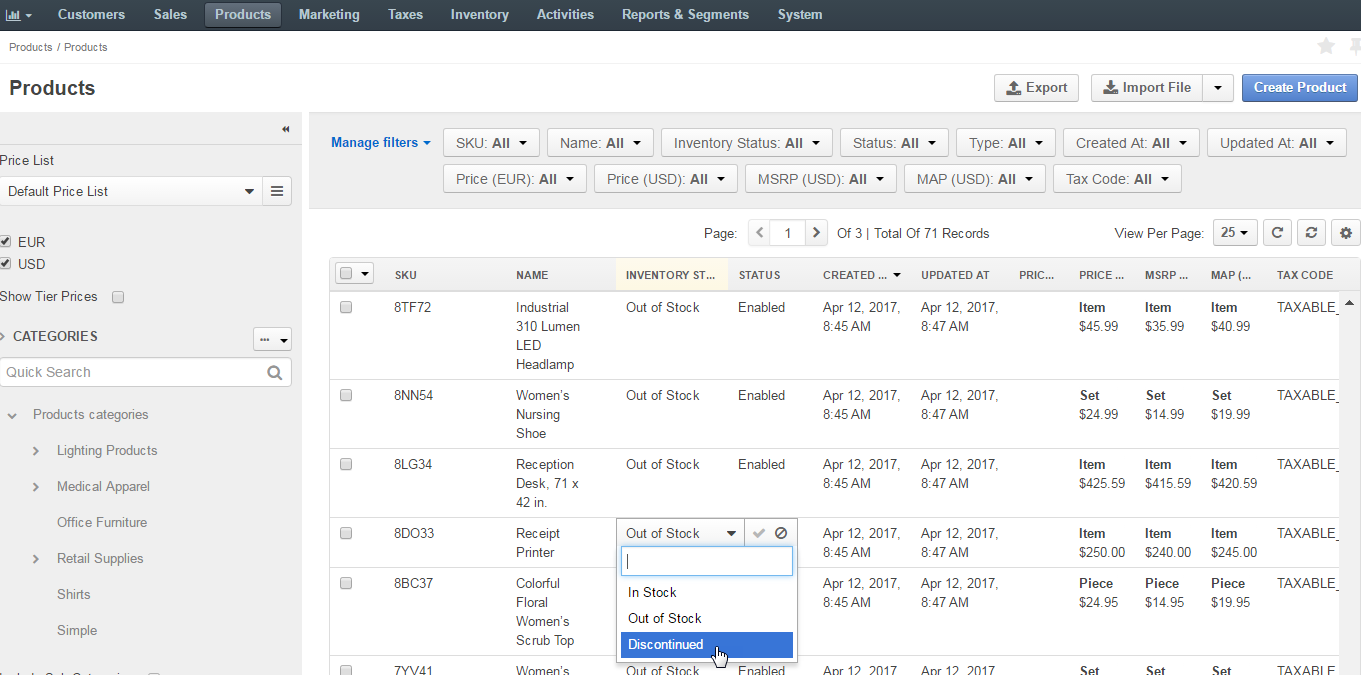 Customers Sales Products Marketing Taxes Inventory Activities Reports & Segments System
Products / Products
Products
Export Import File Create Product
Price List
Default Price List
EUR
USD
Show Tier Prices
CATEGORIES
...
Quick Search
Products categories
Lighting Products
Medical Apparel
Office Furniture
Retail Supplies
Shirts
Simple
Manage filters SKU: All Name: All Inventory Status: All Status: All Type: All Created At: All Updated At: All
Price (EUR): All Price (USD): All MSRP (USD): All MAP (USD): All Tax Code: All
Page: 1 Of 3 | Total Of 71 Records View Per Page: 25
SKU NAME INVENTORY ST... STATUS CREATED ... UPDATED AT PRIC... PRICE ... MSRP ... MAP (... TAX CODE
8TF72 Industrial Out of Stock Enabled Apr 12, 2017, Apr 12, 2017, Item Item Item TAXABLE_
310 Lumen 8:45 AM 8:47 AM $45.99 $35.99 $40.99
LED
Headlamp
8NN54 Women's Out of Stock Enabled Apr 12, 2017, Apr 12, 2017, Set Set Set TAXABLE_
Nursing 8:45 AM 8:47 AM $24.99 $14.99 $19.99
Shoe
8LG34 Reception Out of Stock Enabled Apr 12, 2017, Apr 12, 2017, Item Item Item TAXABLE_
Desk, 71 x 8:45 AM 8:47 AM $425.59 $415.59 $420.59
42 in.
8DO33 Receipt Out of Stock Apr 12, 2017, Apr 12, 2017, Item Item Item TAXABLE_
Printer 8:45 AM 8:47 AM $250.00 $240.00 $245.00
8BC37 Colorful Apr 12, 2017, Apr 12, 2017, Piece Piece Piece TAXABLE_
Floral 8:45 AM 8:47 AM $24.95 $14.95 $19.95
Women's
Scrub Top
In Stock
Out of Stock
Discontinued
7YV41 Women's Out of Stock Enabled Apr 12, 2017, Apr 12, 2017, Set Set Set TAXABLE_